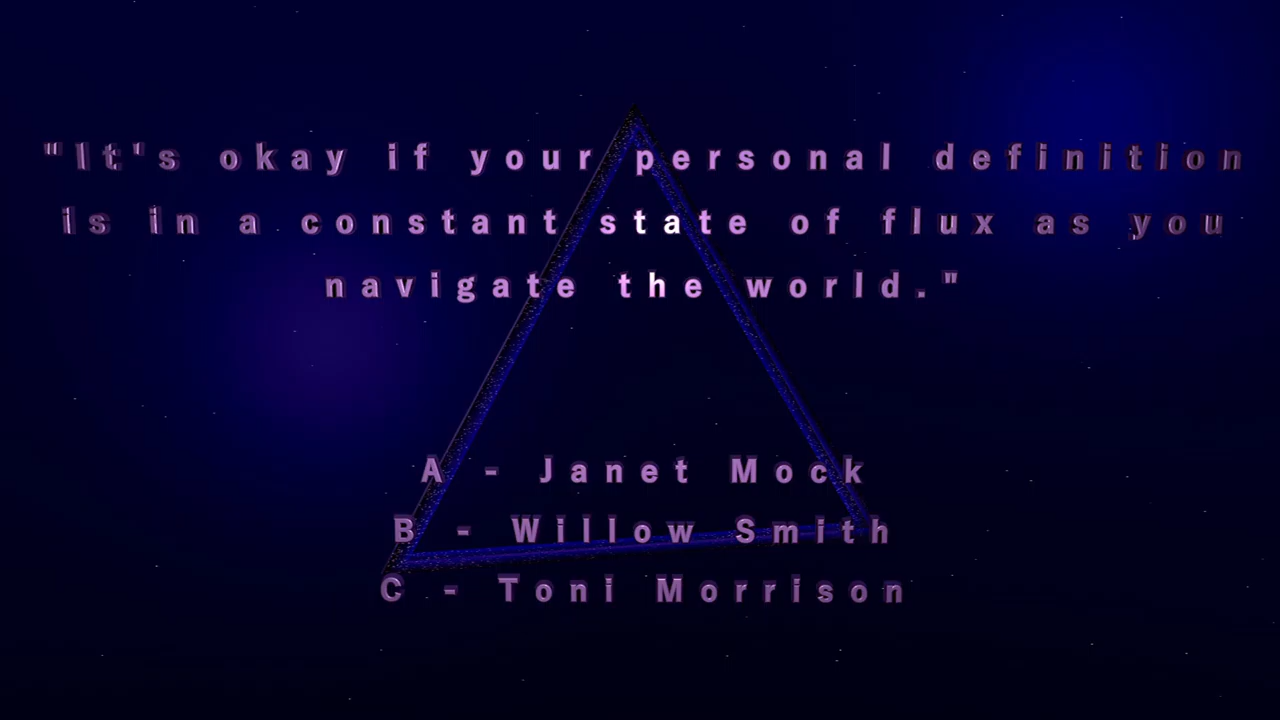 "It's okay if your personal definition
is in a constant state of flux as you
navigate the world."
A - Janet Mock
B - Willow Smith
C - Toni Morrison